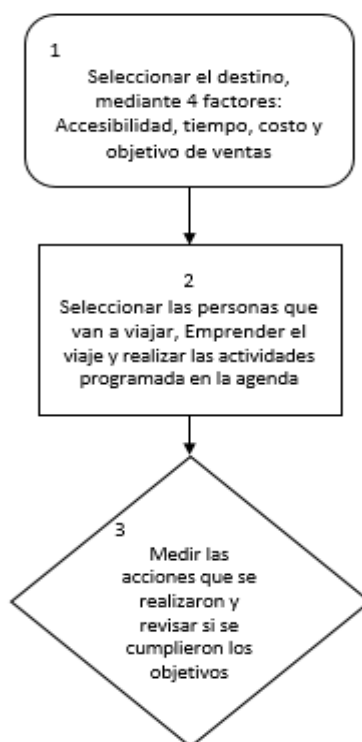 1
Seleccionar el destino,
mediante 4 factores:
Accesibilidad, tiempo, costo y
objetivo de ventas
2
Seleccionar las personas que
van a viajar, Emprender el
viaje y realizar las actividades
programada en la agenda
3
Medir las
acciones que se
realizaron y
revisar si se
cumplieron los
objetivos